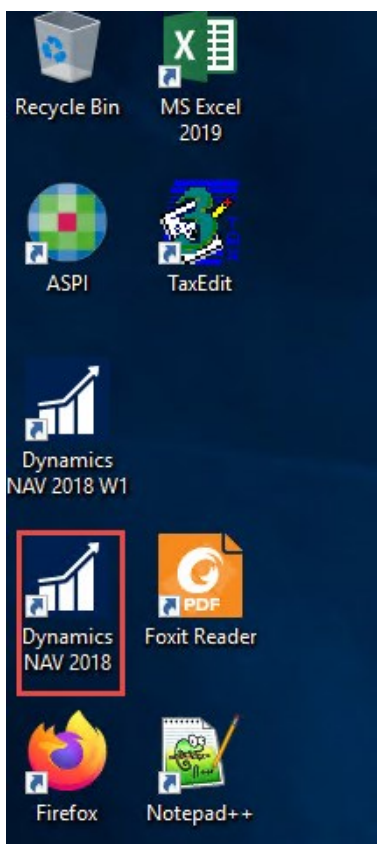 Recycle Bin
MS Excel
2019
ASPI
TaxEdit
Dynamics
NAV 2018 W1
Dynamics
NAV 2018
PDF
Foxit Reader
Firefox
Notepad++